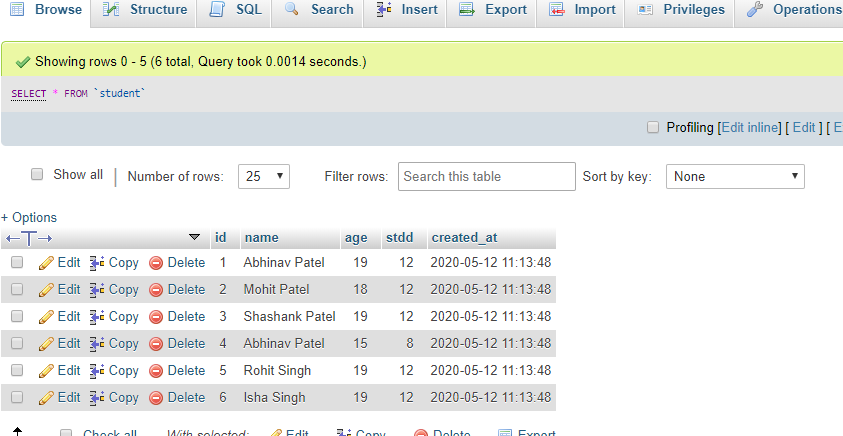 Browse Structure SQL Search Insert Export Import Privileges Operations
Showing rows 0 - 5 (6 total, Query took 0.0014 seconds.)
SELECT * FROM `student`
Profiling [Edit inline] [ Edit ] [ E
Show all | Number of rows: 25 Filter rows: Search this table Sort by key: None
+ Options
←T→ id name age stdd created_at
Edit Copy Delete 1 Abhinav Patel 19 12 2020-05-12 11:13:48
Edit Copy Delete 2 Mohit Patel 18 12 2020-05-12 11:13:48
Edit Copy Delete 3 Shashank Patel 19 12 2020-05-12 11:13:48
Edit Copy Delete 4 Abhinav Patel 15 8 2020-05-12 11:13:48
Edit Copy Delete 5 Rohit Singh 19 12 2020-05-12 11:13:48
Edit Copy Delete 6 Isha Singh 19 12 2020-05-12 11:13:48
Check all With selected: Edit Copy Delete Export